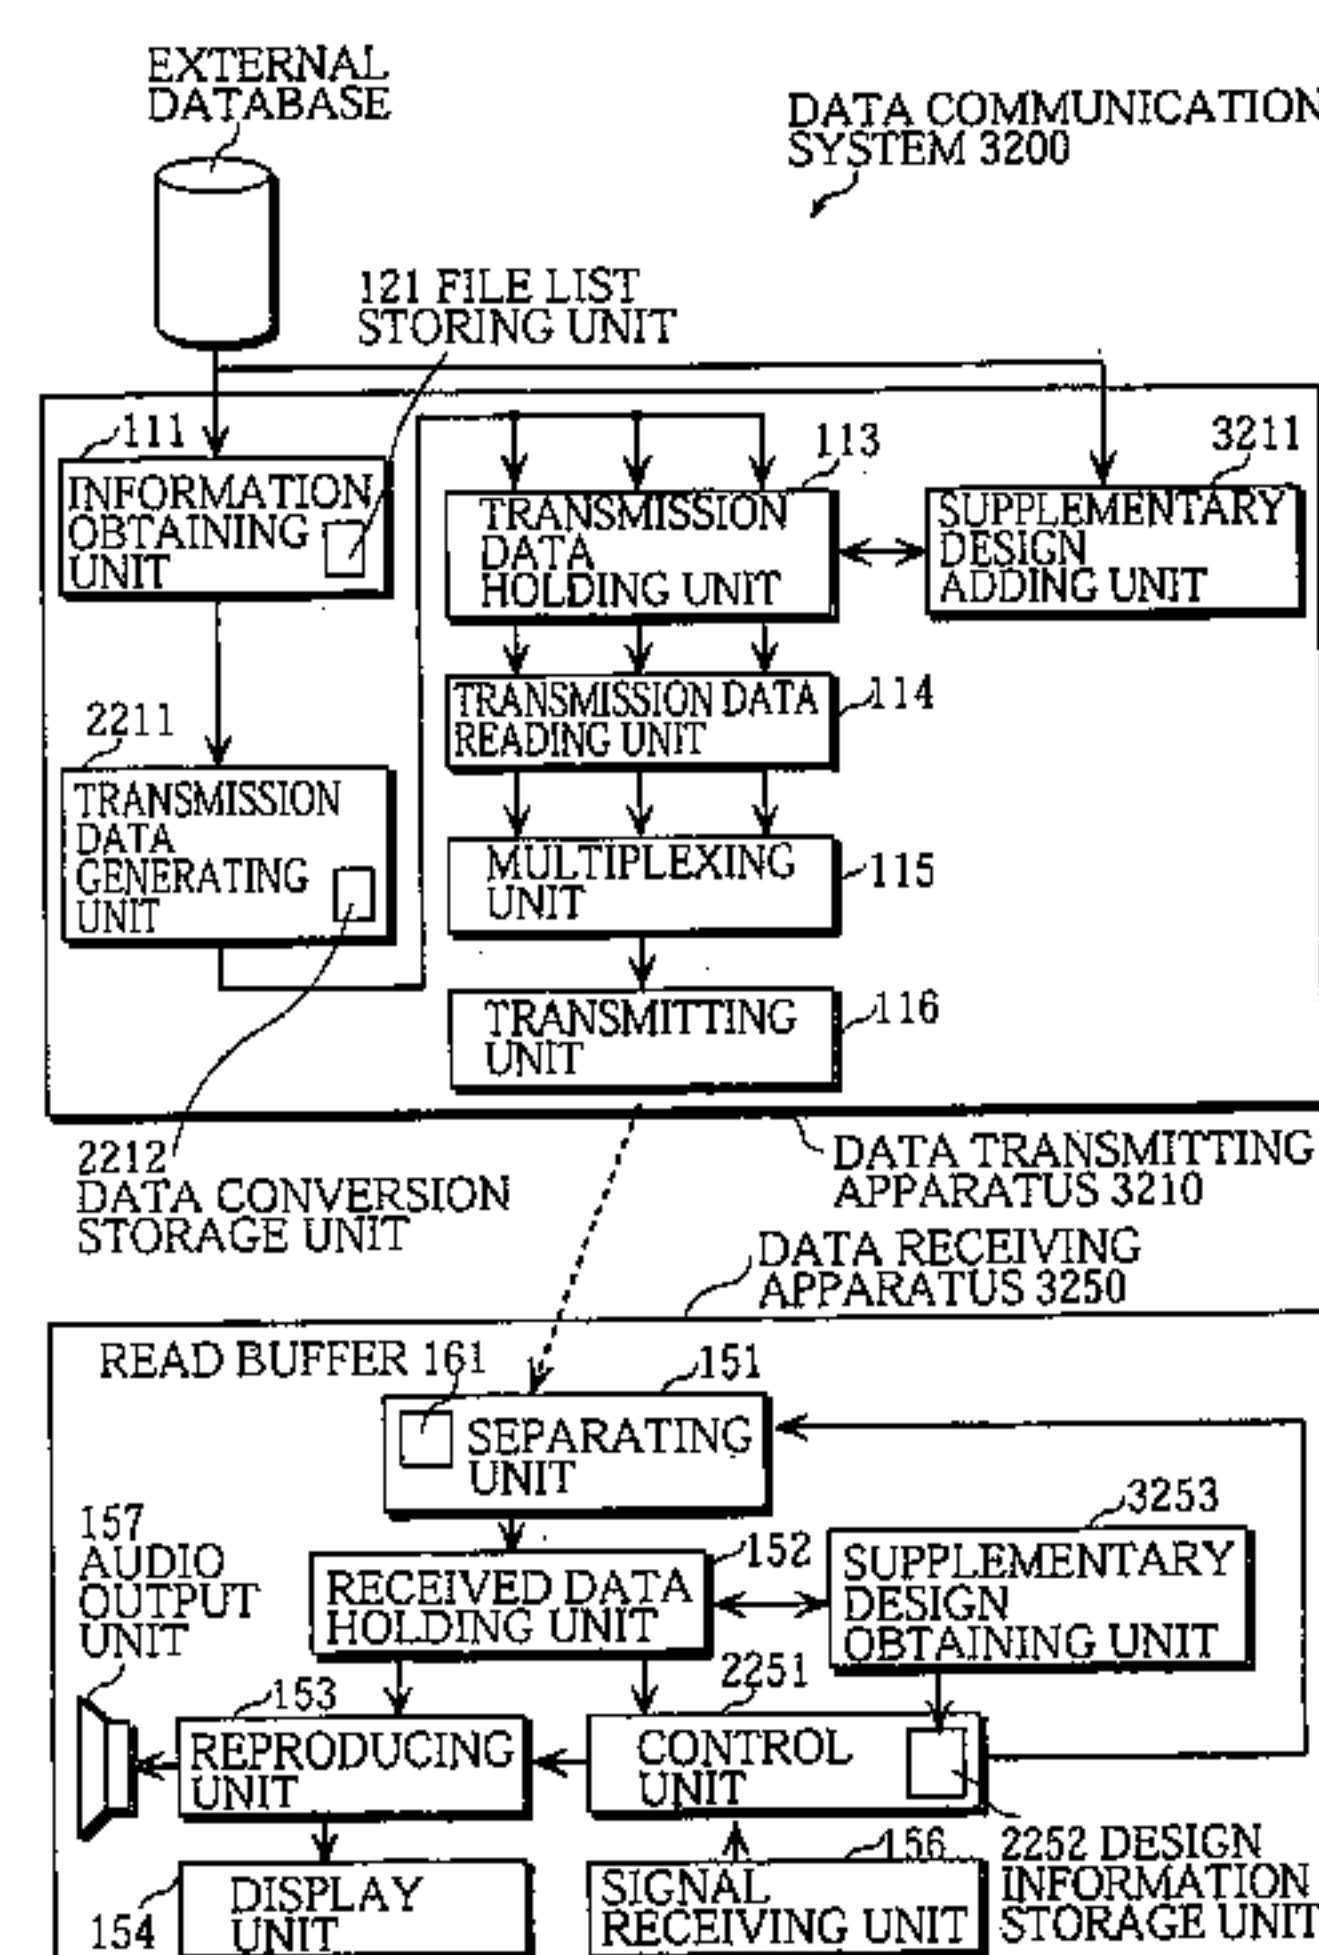 EXTERNAL
DATABASE
DATA COMMUNICATION
SYSTEM 3200
121 FILE LIST
STORING UNIT
111
INFORMATION
OBTAINING
UNIT
113
TRANSMISSION
DATA
HOLDING UNIT
3211
SUPPLEMENTARY
DESIGN
ADDING UNIT
114
TRANSMISSION DATA
READING UNIT
2211
TRANSMISSION
DATA
GENERATING
UNIT
MULTIPLEXING
UNIT
115
TRANSMITTING
UNIT
116
2212
DATA CONVERSION
STORAGE UNIT
DATA TRANSMITTING
APPARATUS 3210
DATA RECEIVING
APPARATUS 3250
READ BUFFER 161
151
SEPARATING
UNIT
157
AUDIO
OUTPUT
UNIT
152
RECEIVED DATA
HOLDING UNIT
3253
SUPPLEMENTARY
DESIGN
OBTAINING UNIT
153
REPRODUCING
UNIT
2251
CONTROL
UNIT
154
DISPLAY
UNIT
156
SIGNAL
RECEIVING UNIT
2252 DESIGN
INFORMATION
STORAGE UNIT